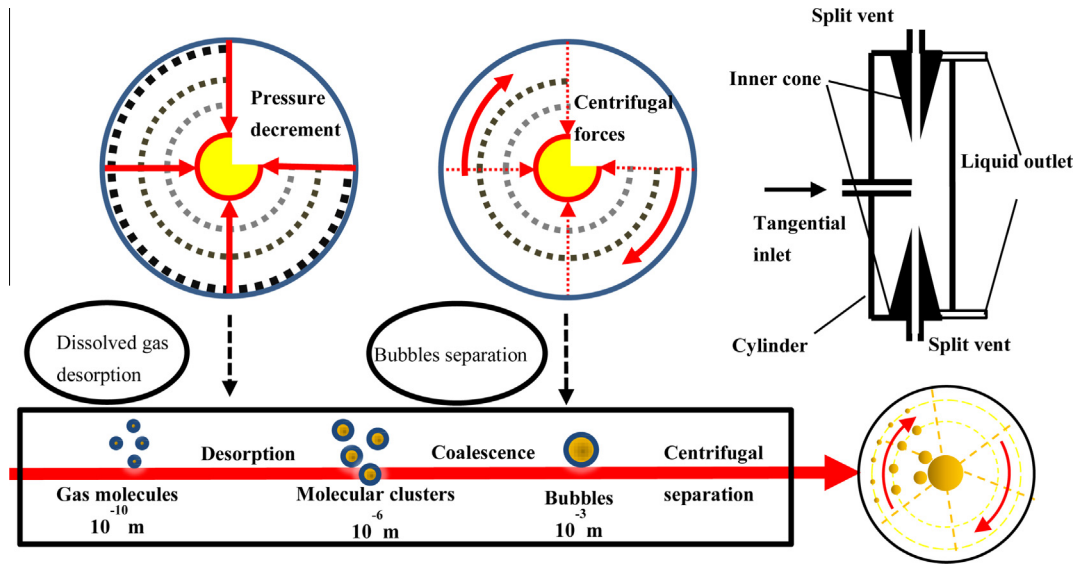 Split vent
Pressure
decrement
Centrifugal
forces
Inner cone
Liquid outlet
Tangential
inlet
Cylinder
Split vent
Dissolved gas
desorption
Bubbles separation
Desorption
Coalescence
Centrifugal
separation
Gas molecules
10⁻¹⁰ m
Molecular clusters
10⁻⁶ m
Bubbles
10⁻³ m